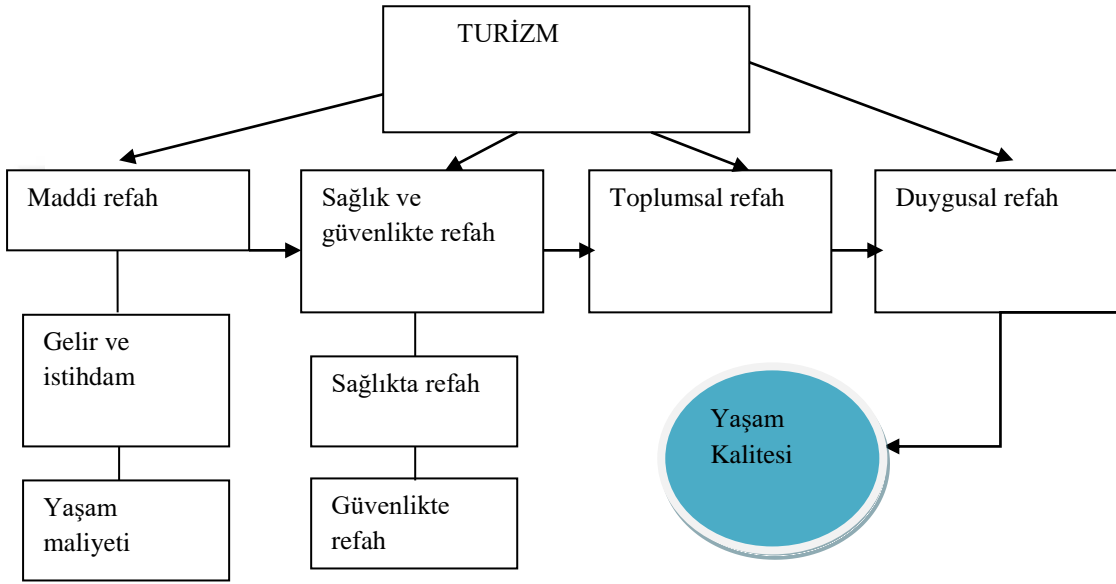 TURİZM
Maddi refah
Sağlık ve
güvenlikte refah
Toplumsal refah
Duygusal refah
Gelir ve
istihdam
Sağlıkta refah
Yaşam
Kalitesi
Yaşam
maliyeti
Güvenlikte
refah